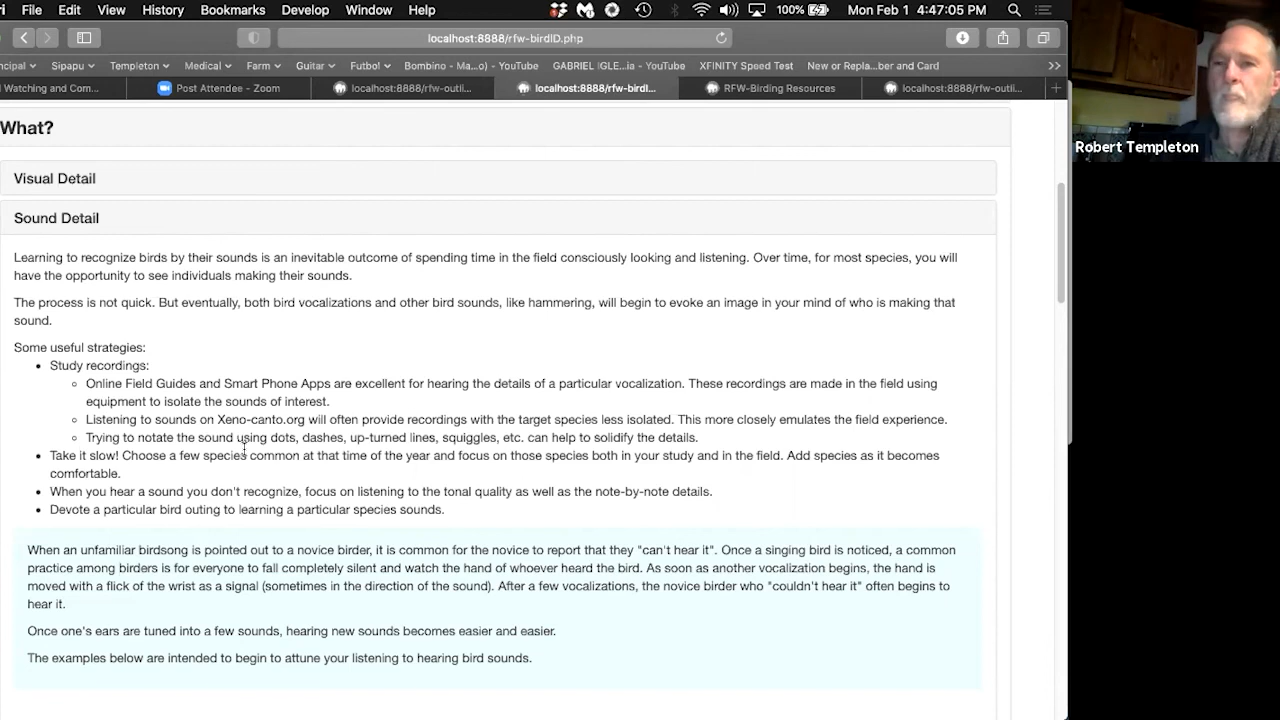 File Edit View History Bookmarks Develop Window Help 100% Mon Feb 1 4:47:05 PM
localhost:8888/rfw-birdID.php
ncipal Sipapu Templeton Medical Farm Guitar Futbol Bombino - Ma...o) - YouTube GABRIEL IGLE...ia - YouTube XFINITY Speed Test New or Repla...ber and Card
Watching and Com... Post Attendee - Zoom localhost:8888/rfw-outli... localhost:8888/rfw-birdI... RFW-Birding Resources localhost:8888/rfw-outli...
What?
Visual Detail
Sound Detail
Learning to recognize birds by their sounds is an inevitable outcome of spending time in the field consciously looking and listening. Over time, for most species, you will
have the opportunity to see individuals making their sounds.
The process is not quick. But eventually, both bird vocalizations and other bird sounds, like hammering, will begin to evoke an image in your mind of who is making that
sound.
Some useful strategies:
Study recordings:
Online Field Guides and Smart Phone Apps are excellent for hearing the details of a particular vocalization. These recordings are made in the field using
equipment to isolate the sounds of interest.
Listening to sounds on Xeno-canto.org will often provide recordings with the target species less isolated. This more closely emulates the field experience.
Trying to notate the sound using dots, dashes, up-turned lines, squiggles, etc. can help to solidify the details.
Take it slow! Choose a few species common at that time of the year and focus on those species both in your study and in the field. Add species as it becomes
comfortable.
When you hear a sound you don't recognize, focus on listening to the tonal quality as well as the note-by-note details.
Devote a particular bird outing to learning a particular species sounds.
When an unfamiliar birdsong is pointed out to a novice birder, it is common for the novice to report that they "can't hear it". Once a singing bird is noticed, a common
practice among birders is for everyone to fall completely silent and watch the hand of whoever heard the bird. As soon as another vocalization begins, the hand is
moved with a flick of the wrist as a signal (sometimes in the direction of the sound). After a few vocalizations, the novice birder who "couldn't hear it" often begins to
hear it.
Once one's ears are tuned into a few sounds, hearing new sounds becomes easier and easier.
The examples below are intended to begin to attune your listening to hearing bird sounds.
Robert Templeton